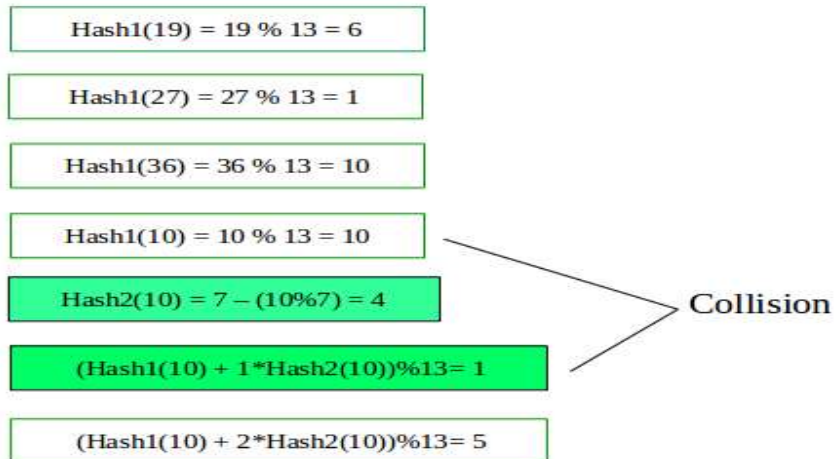 Hash1(19) = 19 % 13 = 6
Hash1(27) = 27 % 13 = 1
Hash1(36) = 36 % 13 = 10
Hash1(10) = 10 % 13 = 10
Hash2(10) = 7 – (10%7) = 4
Collision
(Hash1(10) + 1*Hash2(10))%13= 1
(Hash1(10) + 2*Hash2(10))%13= 5